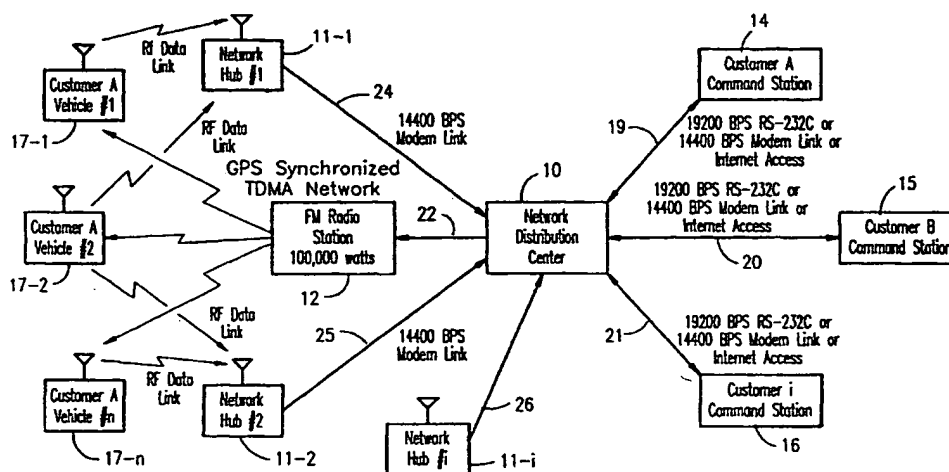 Rf Data
Link
Network
Hub #1
11-1
Customer A
Vehicle #1
17-1
24
14400 BPS
Modem Link
RF Data
Link
GPS Synchronized
TDMA Network
FM Radio
Station
100,000 watts
12
22
10
Network
Distribution
Center
Customer A
Vehicle #2
17-2
RF Data
Link
25
14400 BPS
Modem Link
Customer A
Vehicle #n
17-n
RF Data
Link
Network
Hub #2
11-2
Network
Hub #i
11-i
26
14
Customer A
Command Station
19
19200 BPS RS-232C or
14400 BPS Modem Link or
Internet Access
19200 BPS RS-232C or
14400 BPS Modem Link or
Internet Access
20
15
Customer B
Command Station
21
19200 BPS RS-232C or
14400 BPS Modem Link or
Internet Access
Customer i
Command Station
16